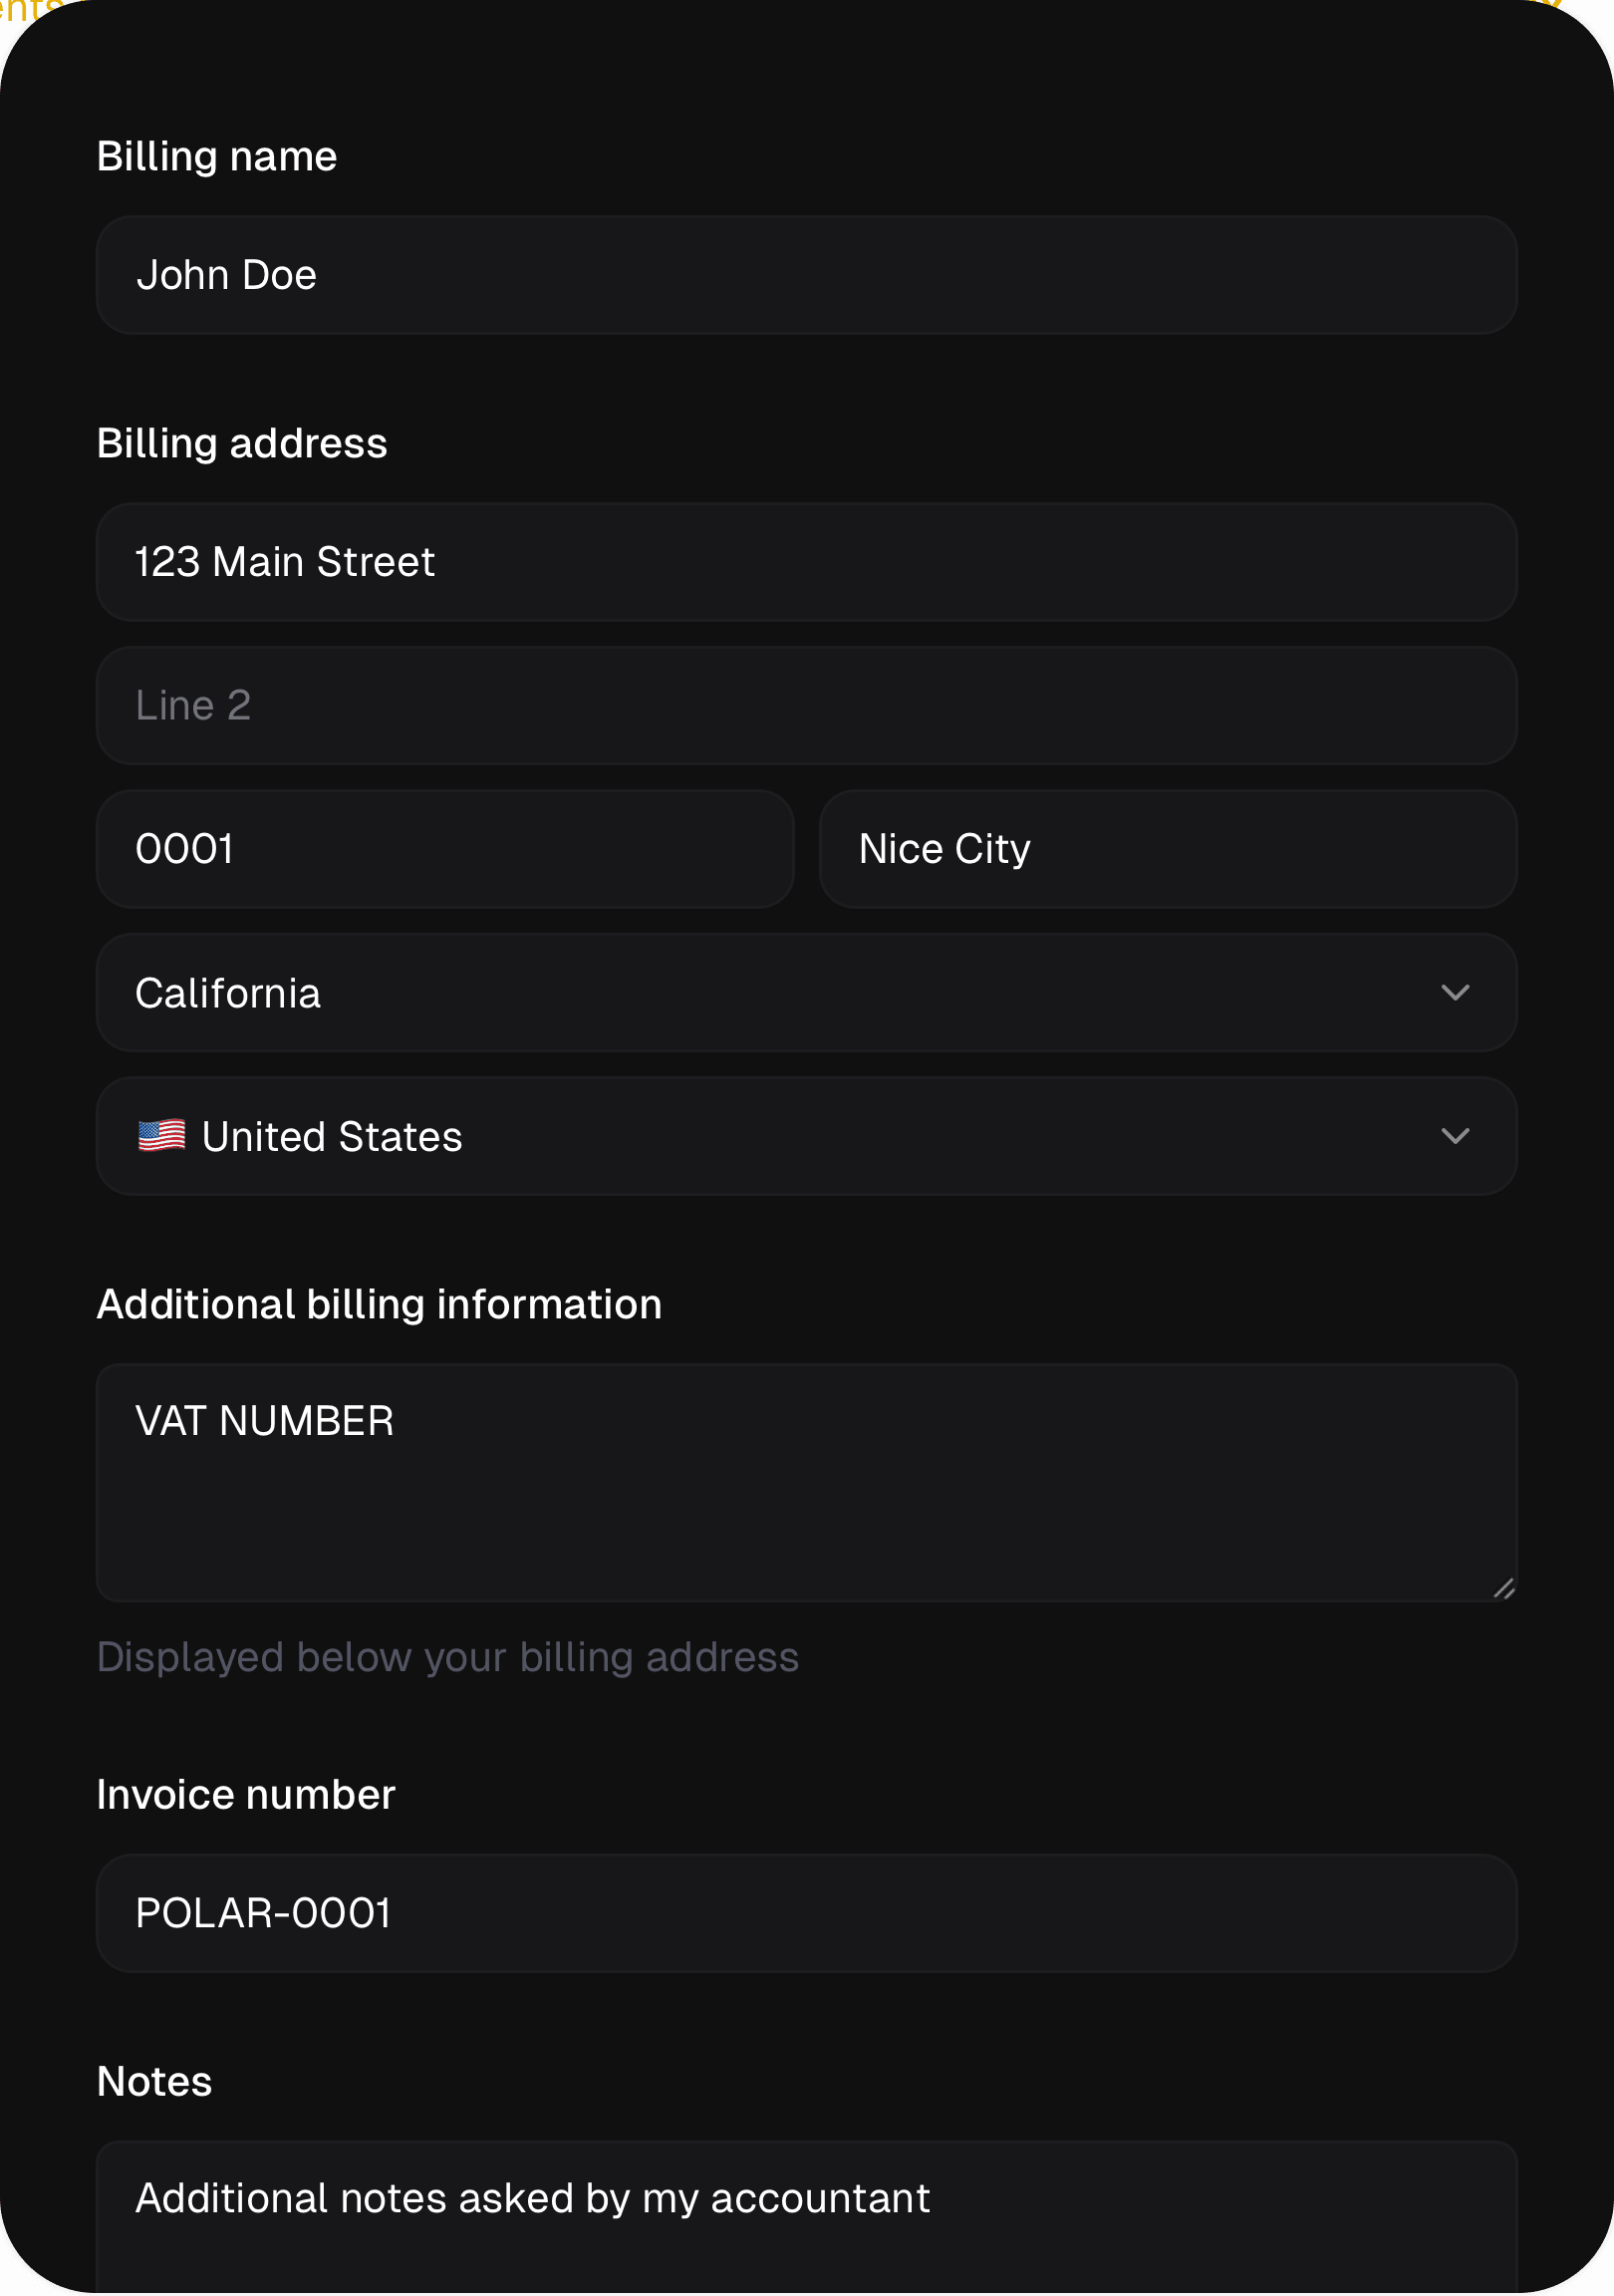 Billing name
John Doe
Billing address
123 Main Street
Line 2
0001
Nice City
California
🇺🇸 United States
Additional billing information
VAT NUMBER
Displayed below your billing address
Invoice number
POLAR-0001
Notes
Additional notes asked by my accountant